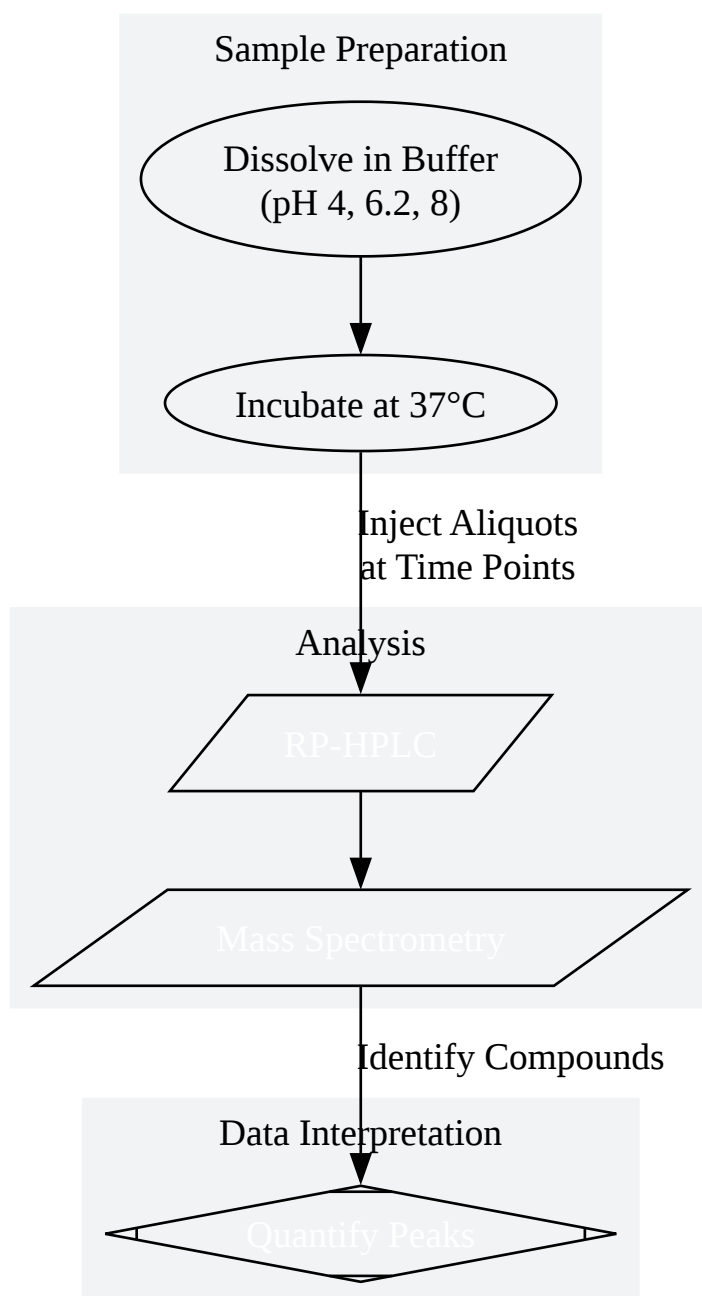 Sample Preparation
Dissolve in Buffer
(pH 4, 6.2, 8)
Incubate at 37°C
Inject Aliquots
at Time Points
Analysis
RP-HPLC
Mass Spectrometry
Identify Compounds
Data Interpretation
Quantify Peaks